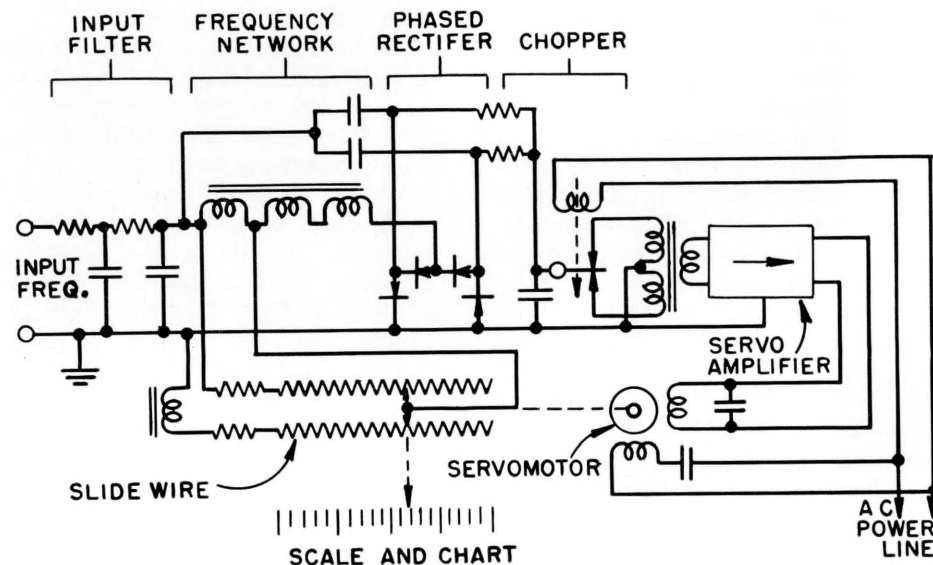 INPUT
FILTER
FREQUENCY
NETWORK
PHASED
RECTIFER
CHOPPER
INPUT
FREQ.
SERVO
AMPLIFIER
SERVOMOTOR
SLIDE WIRE
SCALE AND CHART
A C
POWER
LINE